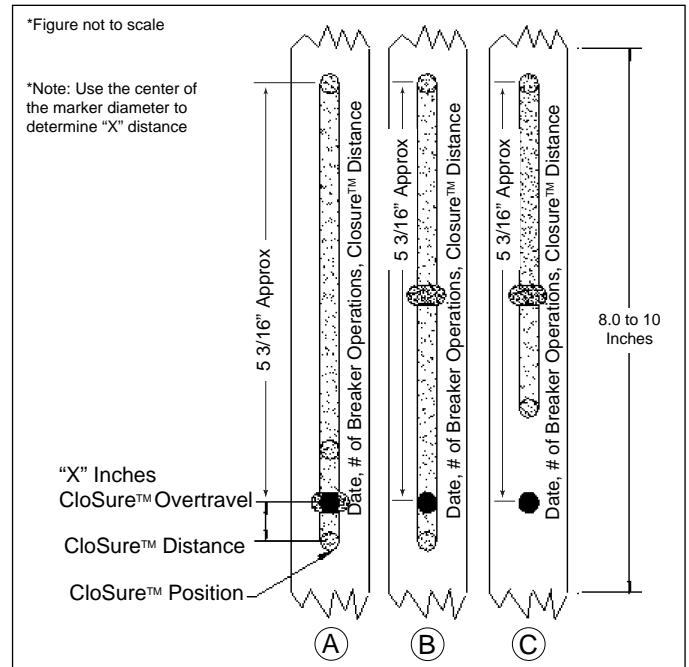 *Figure not to scale
*Note: Use the center of
the marker diameter to
determine “X” distance
5 3/16” Approx
Date, # of Breaker Operations, Closure™ Distance
5 3/16” Approx
Date, # of Breaker Operations, Closure™ Distance
5 3/16” Approx
Date, # of Breaker Operations, Closure™ Distance
8.0 to 10
Inches
“X” Inches
CloSure™ Overtravel
CloSure™ Distance
CloSure™ Position
A
B
C